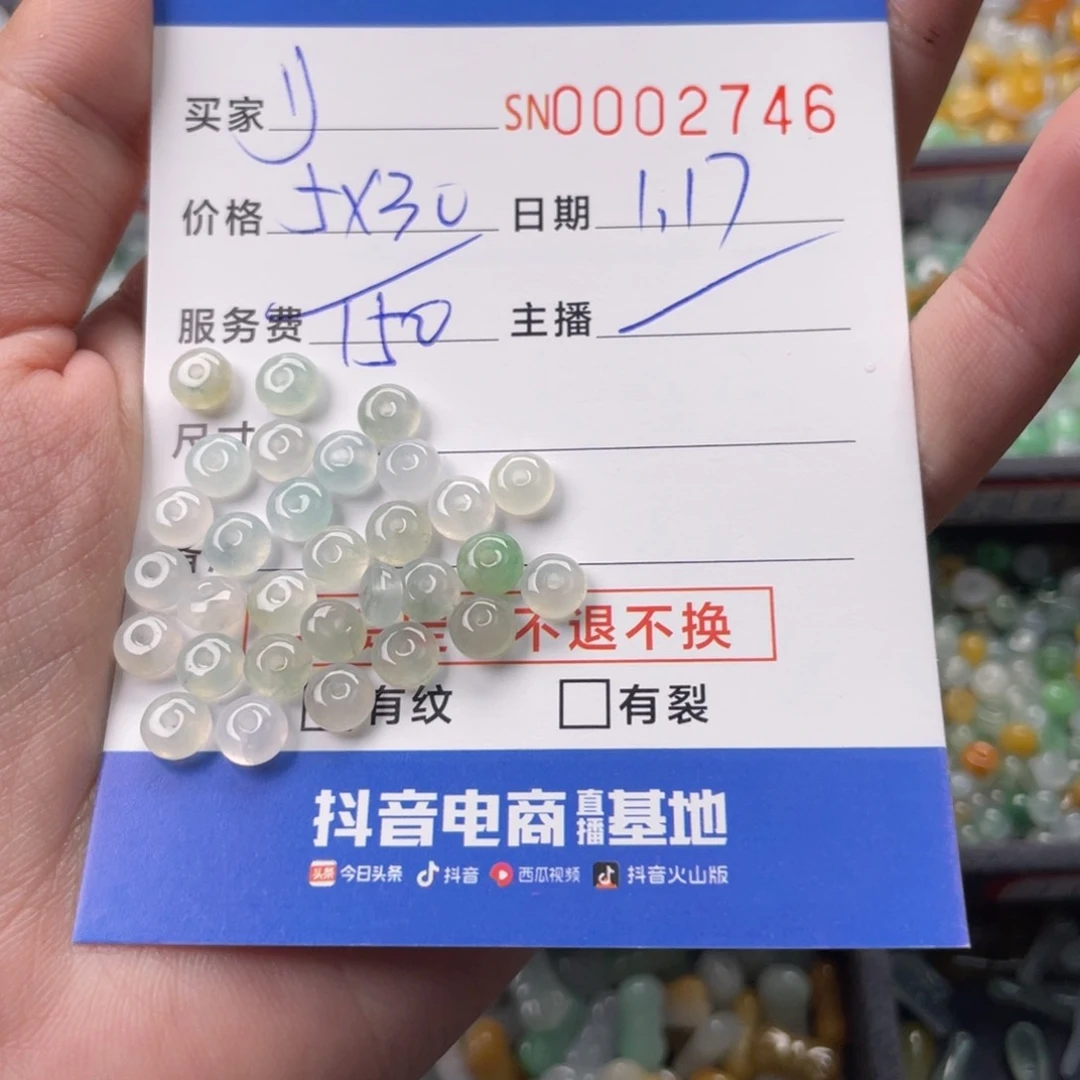 买家 SN0002746
价格 5X30 日期 1.17
服务费 150 主播
尺寸
不退不换
有纹 有裂
抖音电商直播基地
头条 今日头条 抖音 西瓜视频 抖音火山版